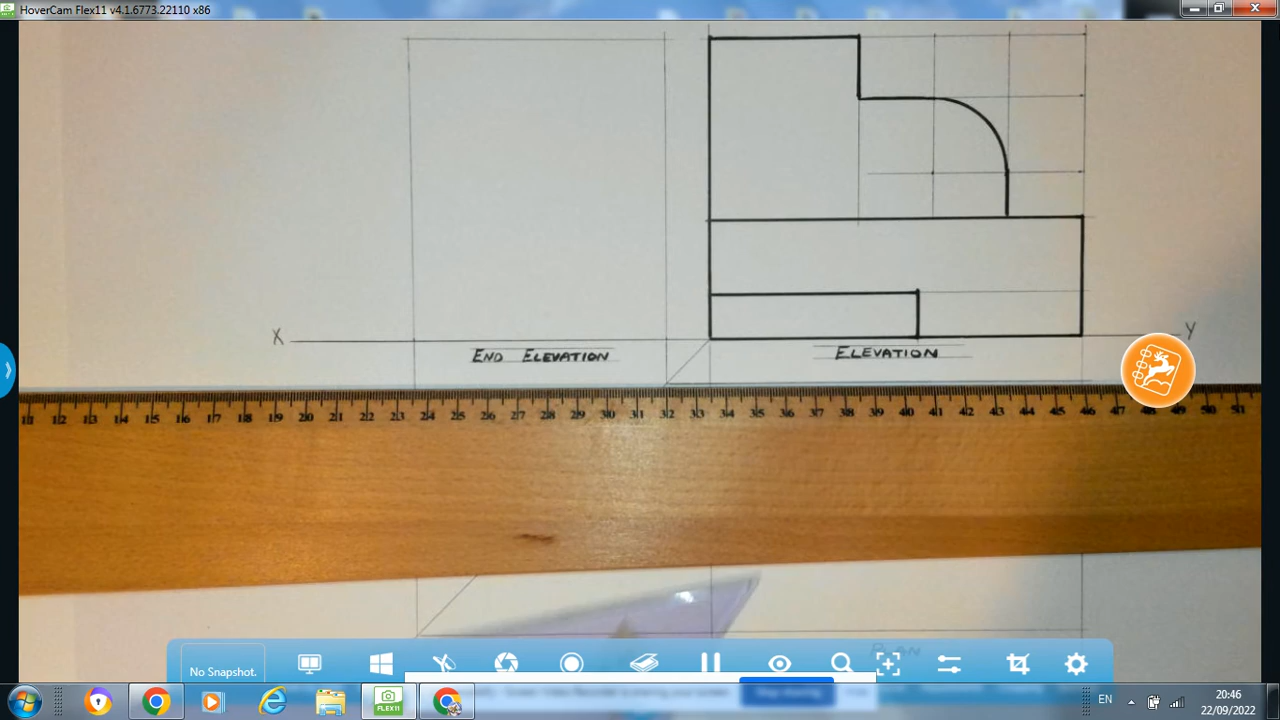 HoverCam Flex11 v4.1.6773.22110 x86
X
Y
END ELEVATION
ELEVATION
11 12 13 14 15 16 17 18 19 20 21 22 23 24 25 26 27 28 29 30 31 32 33 34 35 36 37 38 39 40 41 42 43 44 45 46 47 48 49 50 51
PLAN
No Snapshot.
FLEX11
EN
20:46
22/09/2022